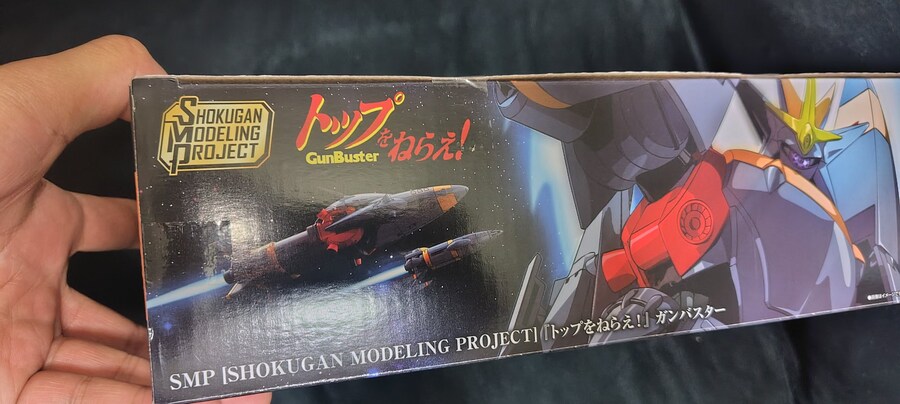 SHOKUGAN
MODELING
PROJECT
SMP
トップをねらえ!
GunBuster
SMP [SHOKUGAN MODELING PROJECT]『トップをねらえ!』ガンバスター